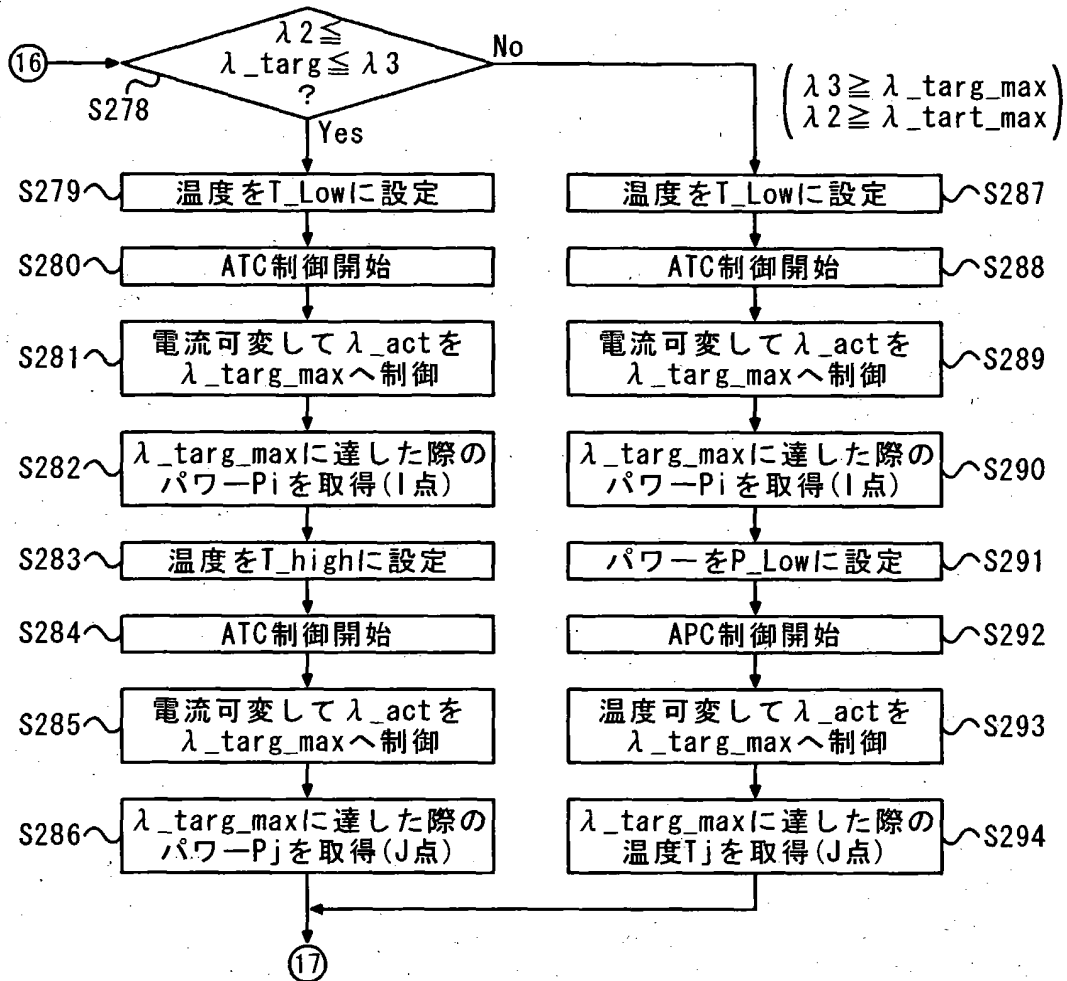 16
λ2≦
λ_targ≦λ3
?
No
S278
Yes
λ3≧λ_targ_max
λ2≧λ_tart_max
S279
温度をT_Lowに設定
S280
ATC制御開始
S281
電流可変してλ_actを
λ_targ_maxへ制御
S282
λ_targ_maxに達した際の
パワーPiを取得(I点)
S283
温度をT_highに設定
S284
ATC制御開始
S285
電流可変してλ_actを
λ_targ_maxへ制御
S286
λ_targ_maxに達した際の
パワーPjを取得(J点)
温度をT_Lowに設定
S287
ATC制御開始
S288
電流可変してλ_actを
λ_targ_maxへ制御
S289
λ_targ_maxに達した際の
パワーPiを取得(I点)
S290
パワーをP_Lowに設定
S291
APC制御開始
S292
温度可変してλ_actを
λ_targ_maxへ制御
S293
λ_targ_maxに達した際の
温度Tjを取得(J点)
S294
17